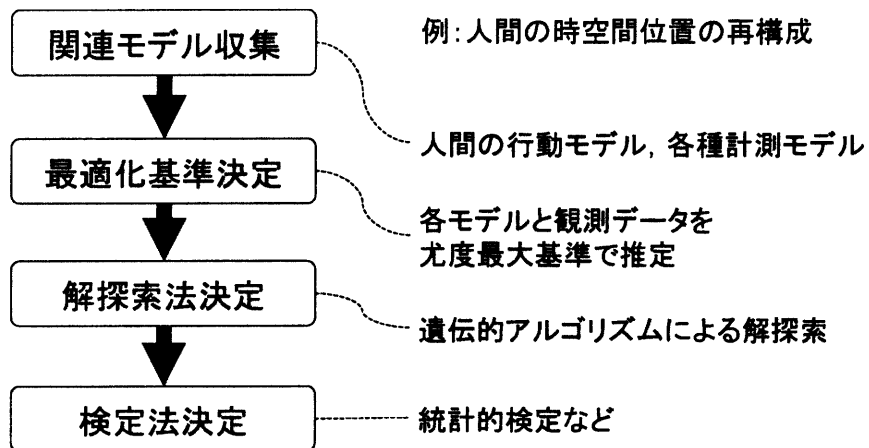 関連モデル収集
例：人間の時空間位置の再構成
人間の行動モデル，各種計測モデル
最適化基準決定
各モデルと観測データを
尤度最大基準で推定
解探索法決定
遺伝的アルゴリズムによる解探索
検定法決定
統計的検定など